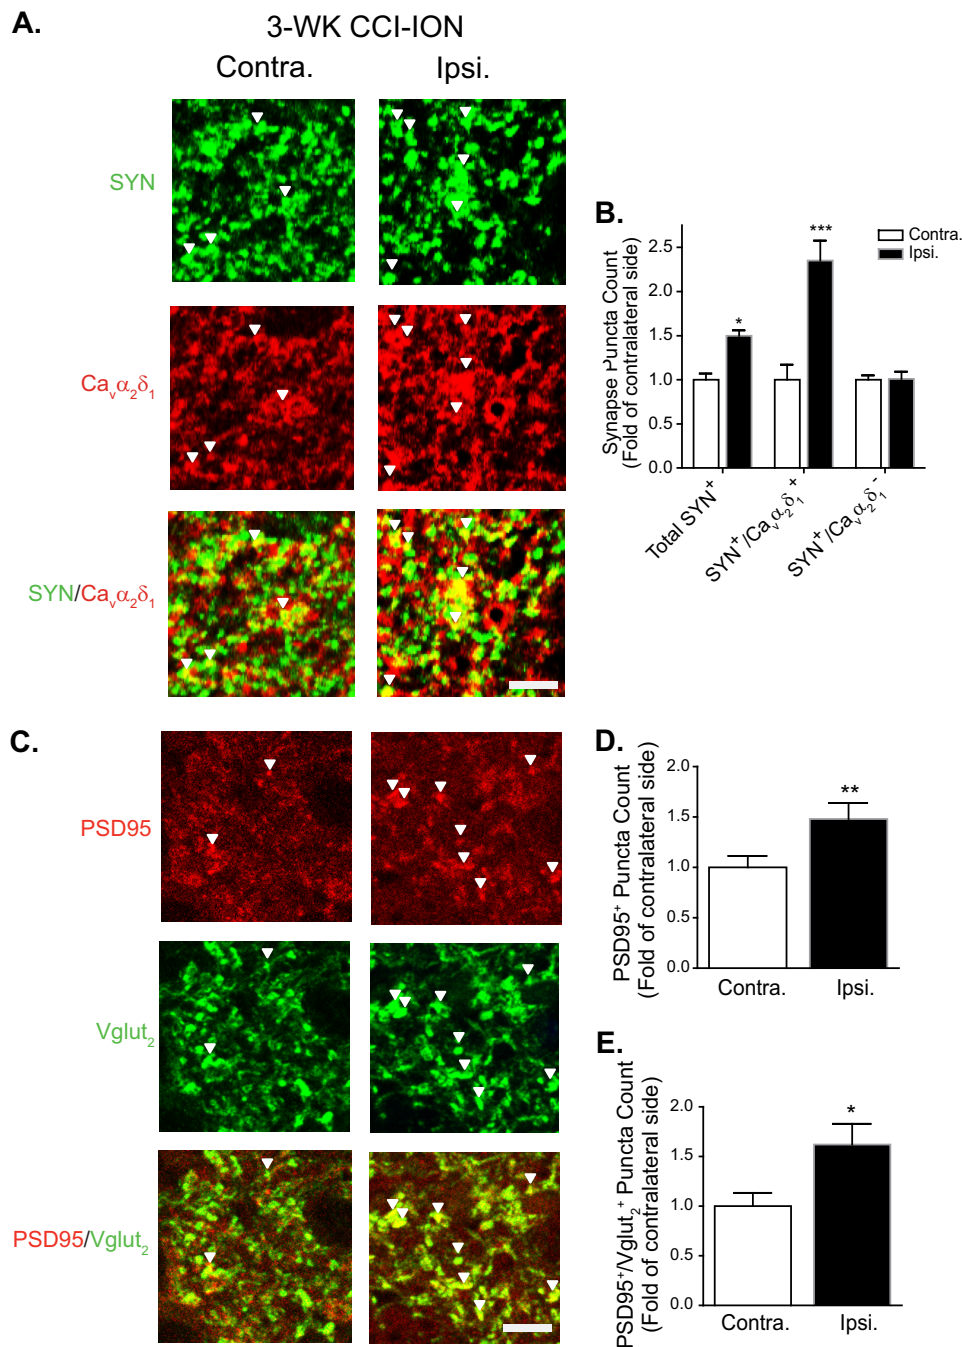 A.
3-WK CCI-ION
Contra. Ipsi.
SYN
Caᵥα₂δ₁
SYN/Caᵥα₂δ₁
B.
Synapse Puncta Count
(Fold of contralateral side)
2.5
2.0
1.5
1.0
0.5
0.0
*
***
Contra.
Ipsi.
Total SYN⁺
SYN⁺/Caᵥα₂δ₁⁺
SYN⁺/Caᵥα₂δ₁⁻
C.
PSD95
Vglut₂
PSD95/Vglut₂
D.
PSD95⁺ Puncta Count
(Fold of contralateral side)
2.0
1.5
1.0
0.5
0.0
**
Contra. Ipsi.
E.
PSD95⁺/Vglut₂⁺ Puncta Count
(Fold of contralateral side)
2.0
1.5
1.0
0.5
0.0
*
Contra. Ipsi.